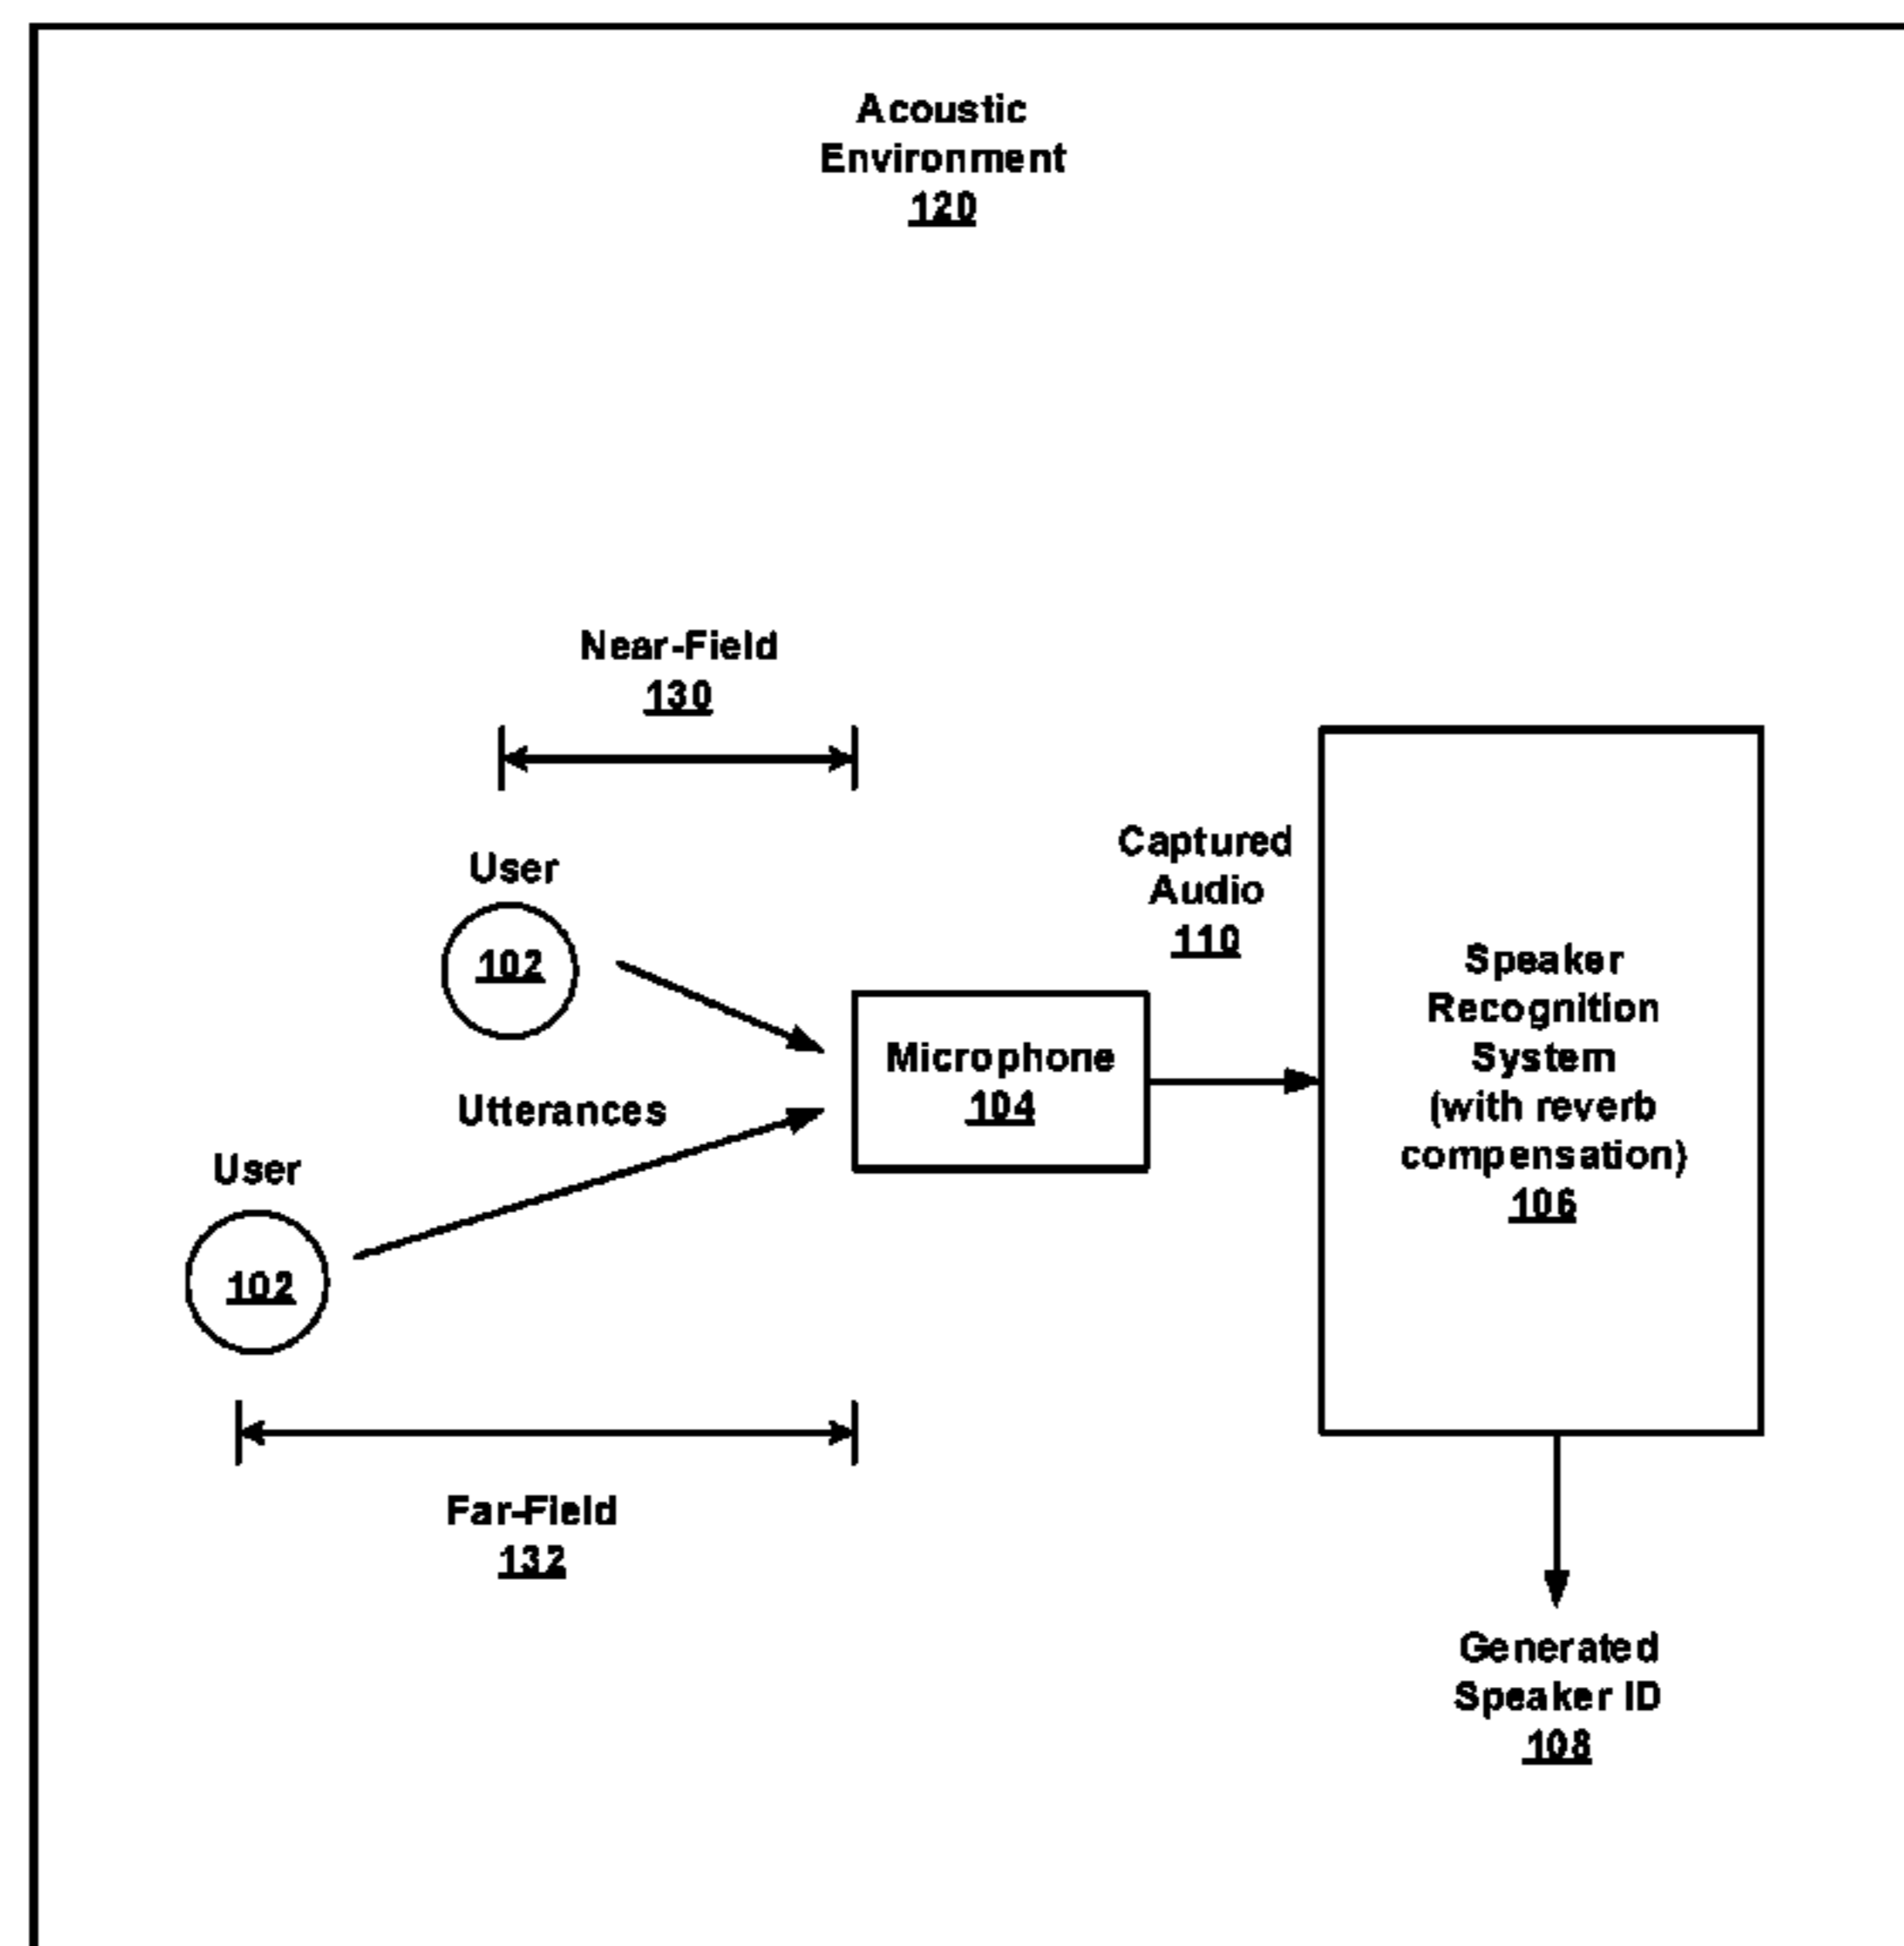 Acoustic
Environment
120
Near-Field
130
User
102
Utterances
User
102
Far-Field
132
Microphone
104
Captured
Audio
110
Speaker
Recognition
System
(with reverb
compensation)
106
Generated
Speaker ID
108